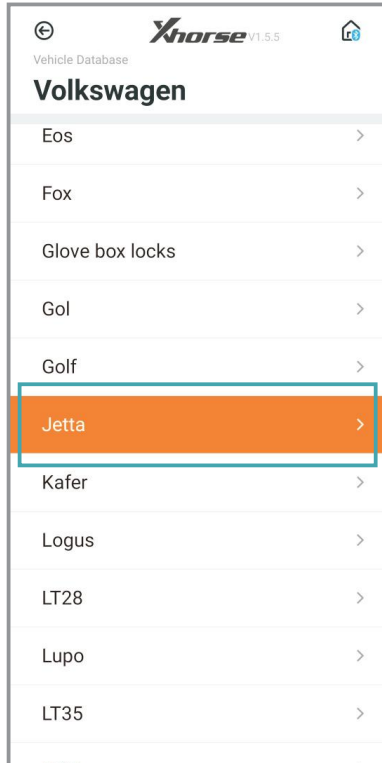 Xhorse V1.5.5
Vehicle Database
Volkswagen
Eos
Fox
Glove box locks
Gol
Golf
Jetta
Kafer
Logus
LT28
Lupo
LT35